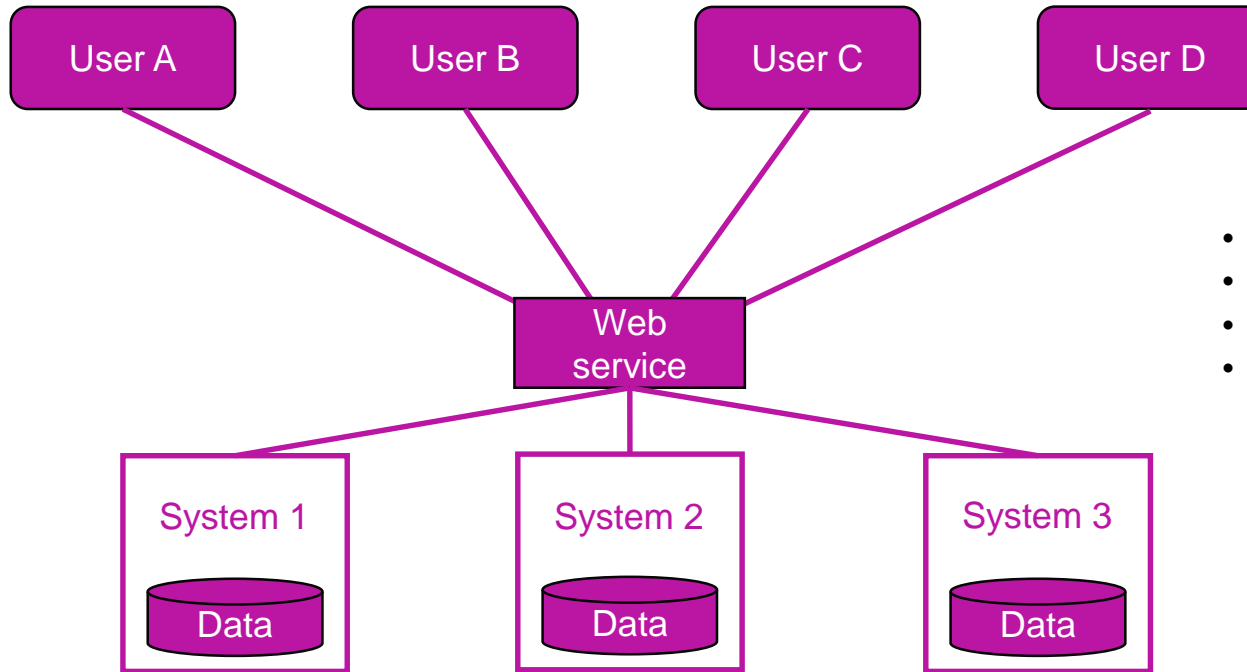 User A
User B
User C
User D
•
•
•
•
Web
service
System 1
System 2
System 3
Data
Data
Data